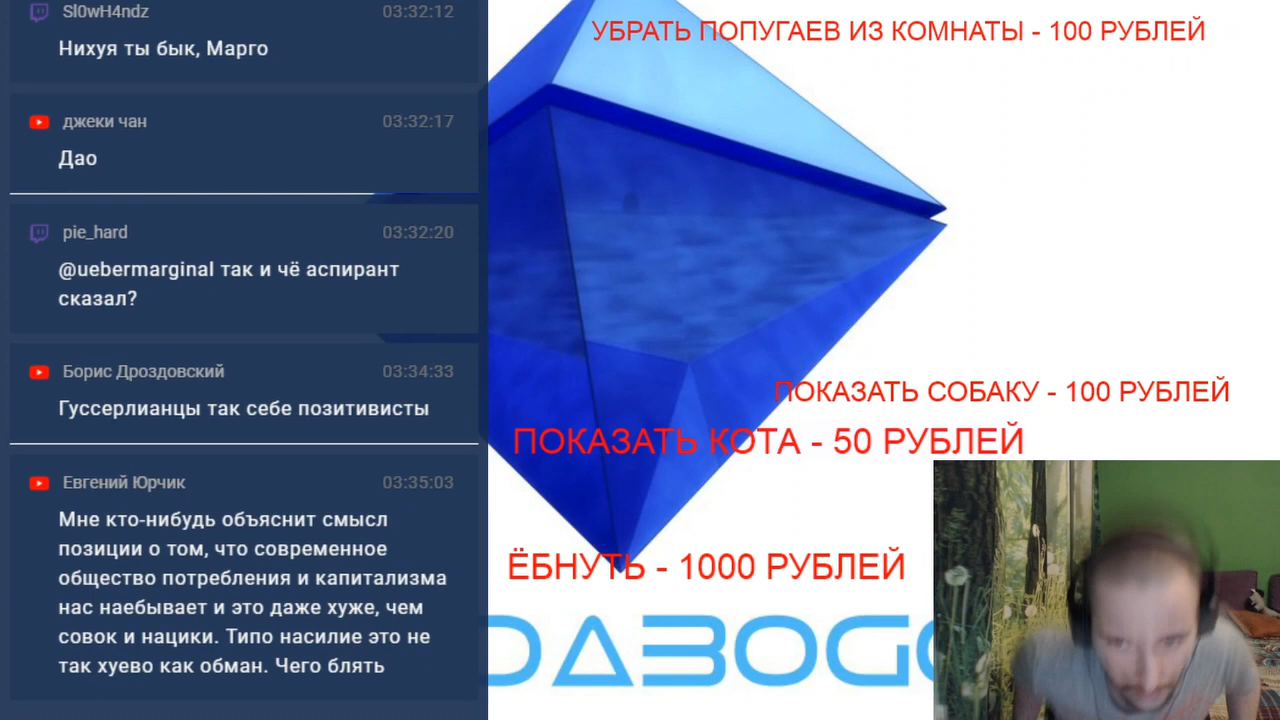 Sl0wH4ndz 03:32:12
Нихуя ты бык, Марго
джеки чан 03:32:17
Дао
pie_hard 03:32:20
@uebermarginal так и чё аспирант
сказал?
Борис Дроздовский 03:34:33
Гуссерлианцы так себе позитивисты
Евгений Юрчик 03:35:03
Мне кто-нибудь объяснит смысл
позиции о том, что современное
общество потребления и капитализма
нас наебывает и это даже хуже, чем
совок и нацики. Типо насилие это не
так хуево как обман. Чего блять
УБРАТЬ ПОПУГАЕВ ИЗ КОМНАТЫ - 100 РУБЛЕЙ
ПОКАЗАТЬ СОБАКУ - 100 РУБЛЕЙ
ПОКАЗАТЬ КОТА - 50 РУБЛЕЙ
ЁБНУТЬ - 1000 РУБЛЕЙ